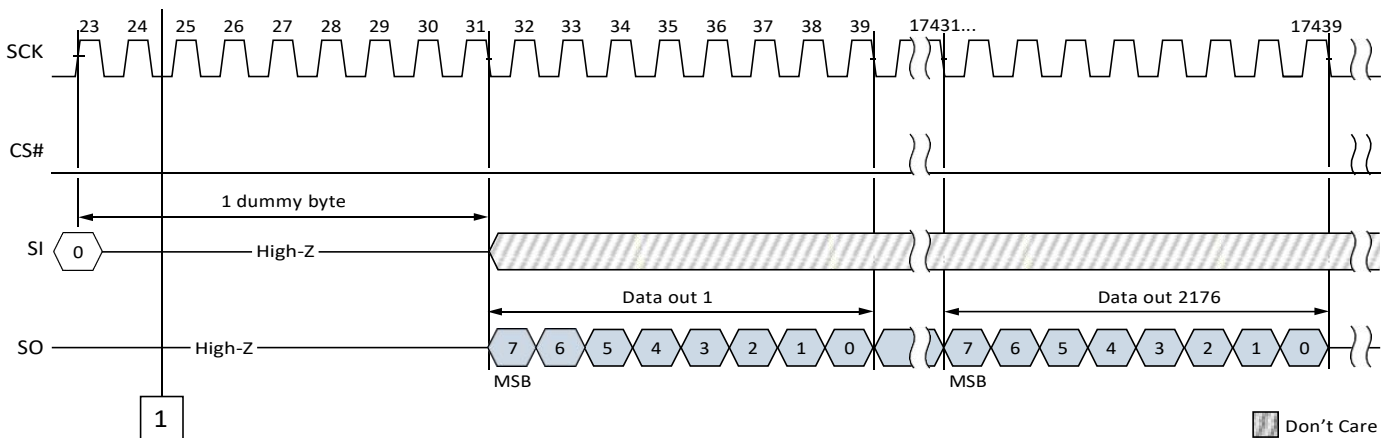 23 24 25 26 27 28 29 30 31 32 33 34 35 36 37 38 39 17431... 17439
SCK
CS#
1 dummy byte
SI 0 High-Z
Data out 1 Data out 2176
SO High-Z 7 6 5 4 3 2 1 0 7 6 5 4 3 2 1 0
MSB MSB
1
Don't Care